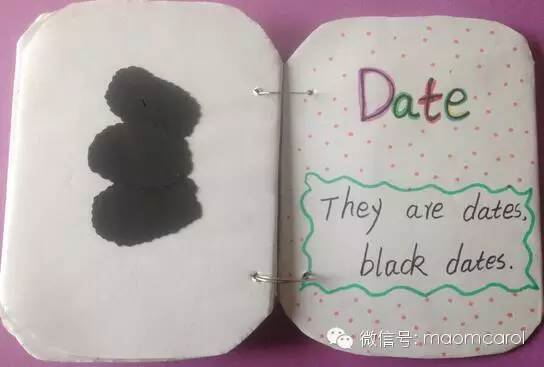 Date
They are dates,
black dates.
微信号: maomcarol